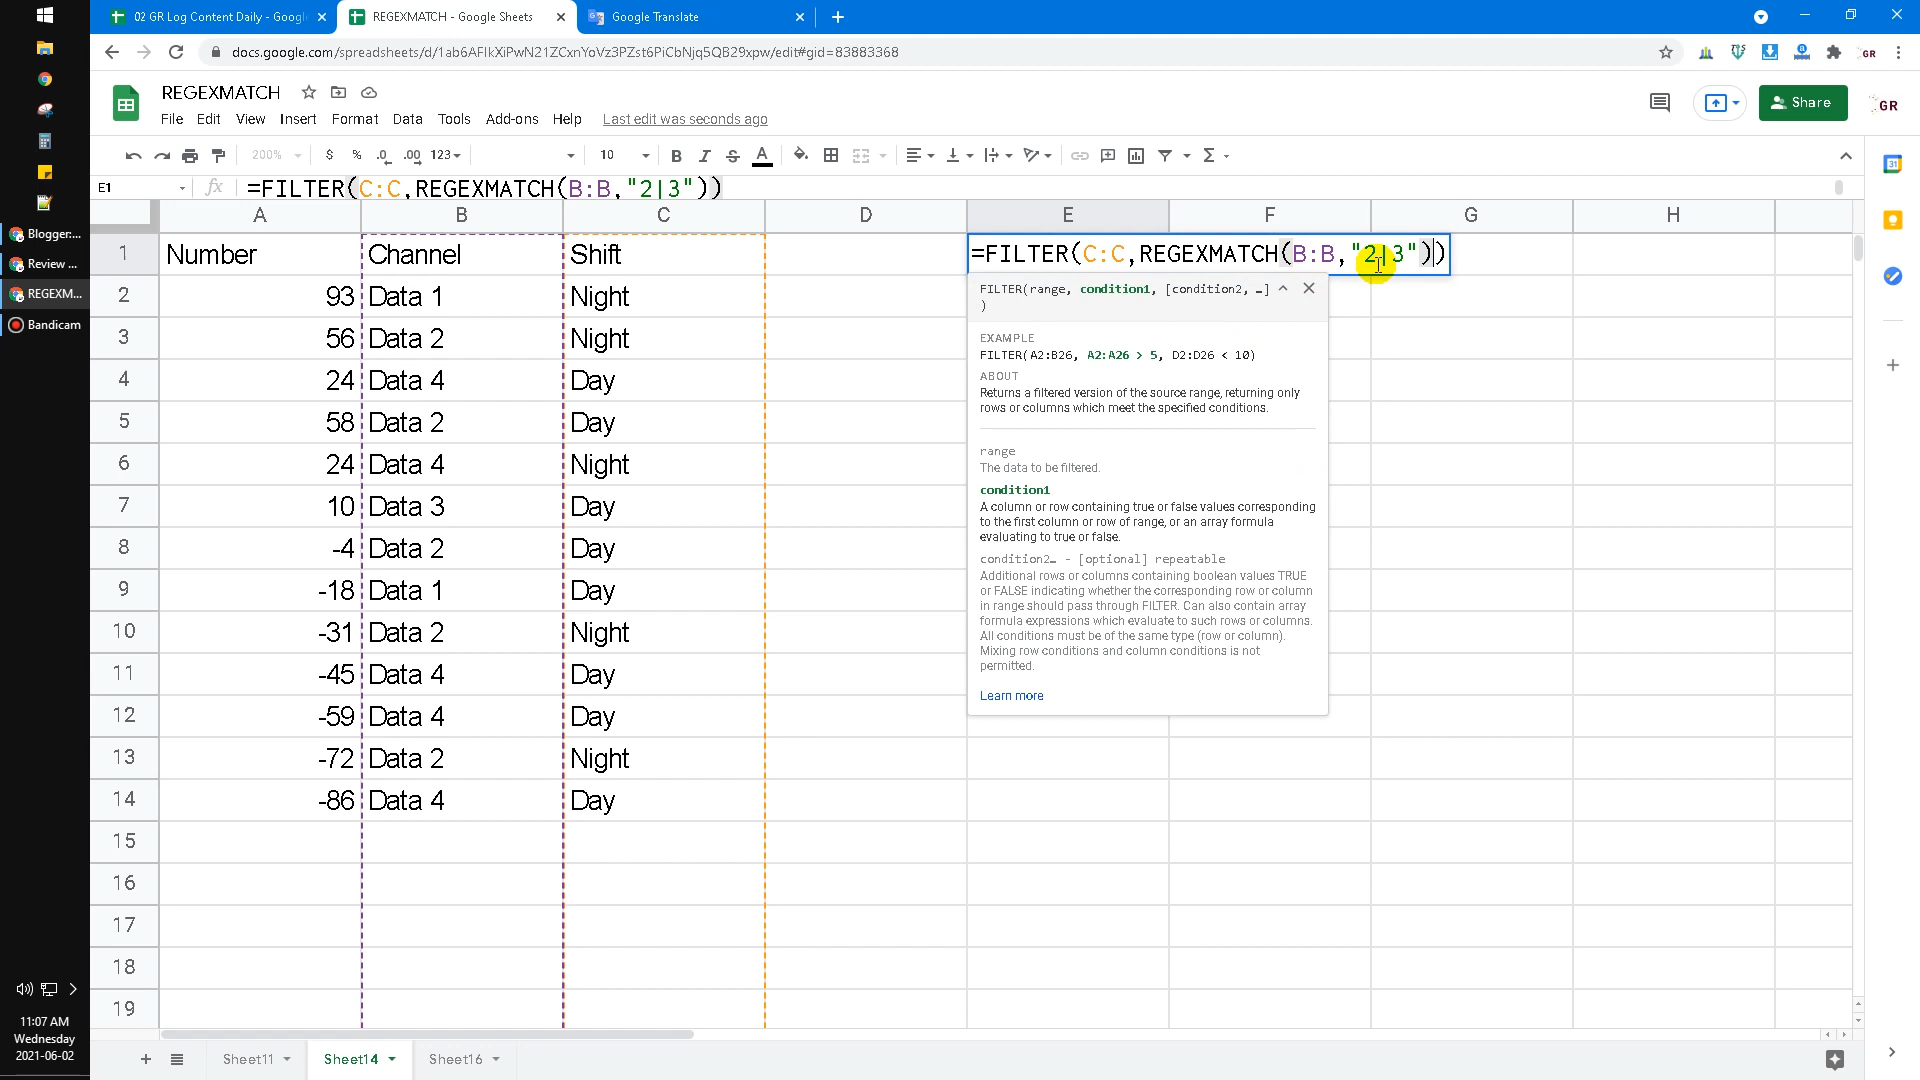 02 GR Log Content Daily - Googl
REGEXMATCH - Google Sheets
Google Translate
docs.google.com/spreadsheets/d/1ab6AFIkXiPwN21ZCxnYoVz3PZst6PiCbNjq5QB29xpw/edit#gid=83883368
REGEXMATCH
File Edit View Insert Format Data Tools Add-ons Help Last edit was seconds ago
Share
GR
200% $ % .0 .00 123 10 B I S A
E1 fx =FILTER(C:C,REGEXMATCH(B:B,"2|3"))
A B C D E F G H
1 Number Channel Shift =FILTER(C:C,REGEXMATCH(B:B,"2|3"))
2 93 Data 1 Night
3 56 Data 2 Night
4 24 Data 4 Day
5 58 Data 2 Day
6 24 Data 4 Night
7 10 Data 3 Day
8 -4 Data 2 Day
9 -18 Data 1 Day
10 -31 Data 2 Night
11 -45 Data 4 Day
12 -59 Data 4 Day
13 -72 Data 2 Night
14 -86 Data 4 Day
15
16
17
18
19
FILTER(range, condition1, [condition2, …]
)
EXAMPLE
FILTER(A2:B26, A2:A26 > 5, D2:D26 < 10)
ABOUT
Returns a filtered version of the source range, returning only
rows or columns which meet the specified conditions.
range
The data to be filtered.
condition1
A column or row containing true or false values corresponding
to the first column or row of range, or an array formula
evaluating to true or false.
condition2… - [optional] repeatable
Additional rows or columns containing boolean values TRUE
or FALSE indicating whether the corresponding row or column
in range should pass through FILTER. Can also contain array
formula expressions which evaluate to such rows or columns.
All conditions must be of the same type (row or column).
Mixing row conditions and column conditions is not
permitted.
Learn more
Sheet11 Sheet14 Sheet16
Blogger:...
Review ...
REGEXM...
Bandicam
11:07 AM
Wednesday
2021-06-02
31